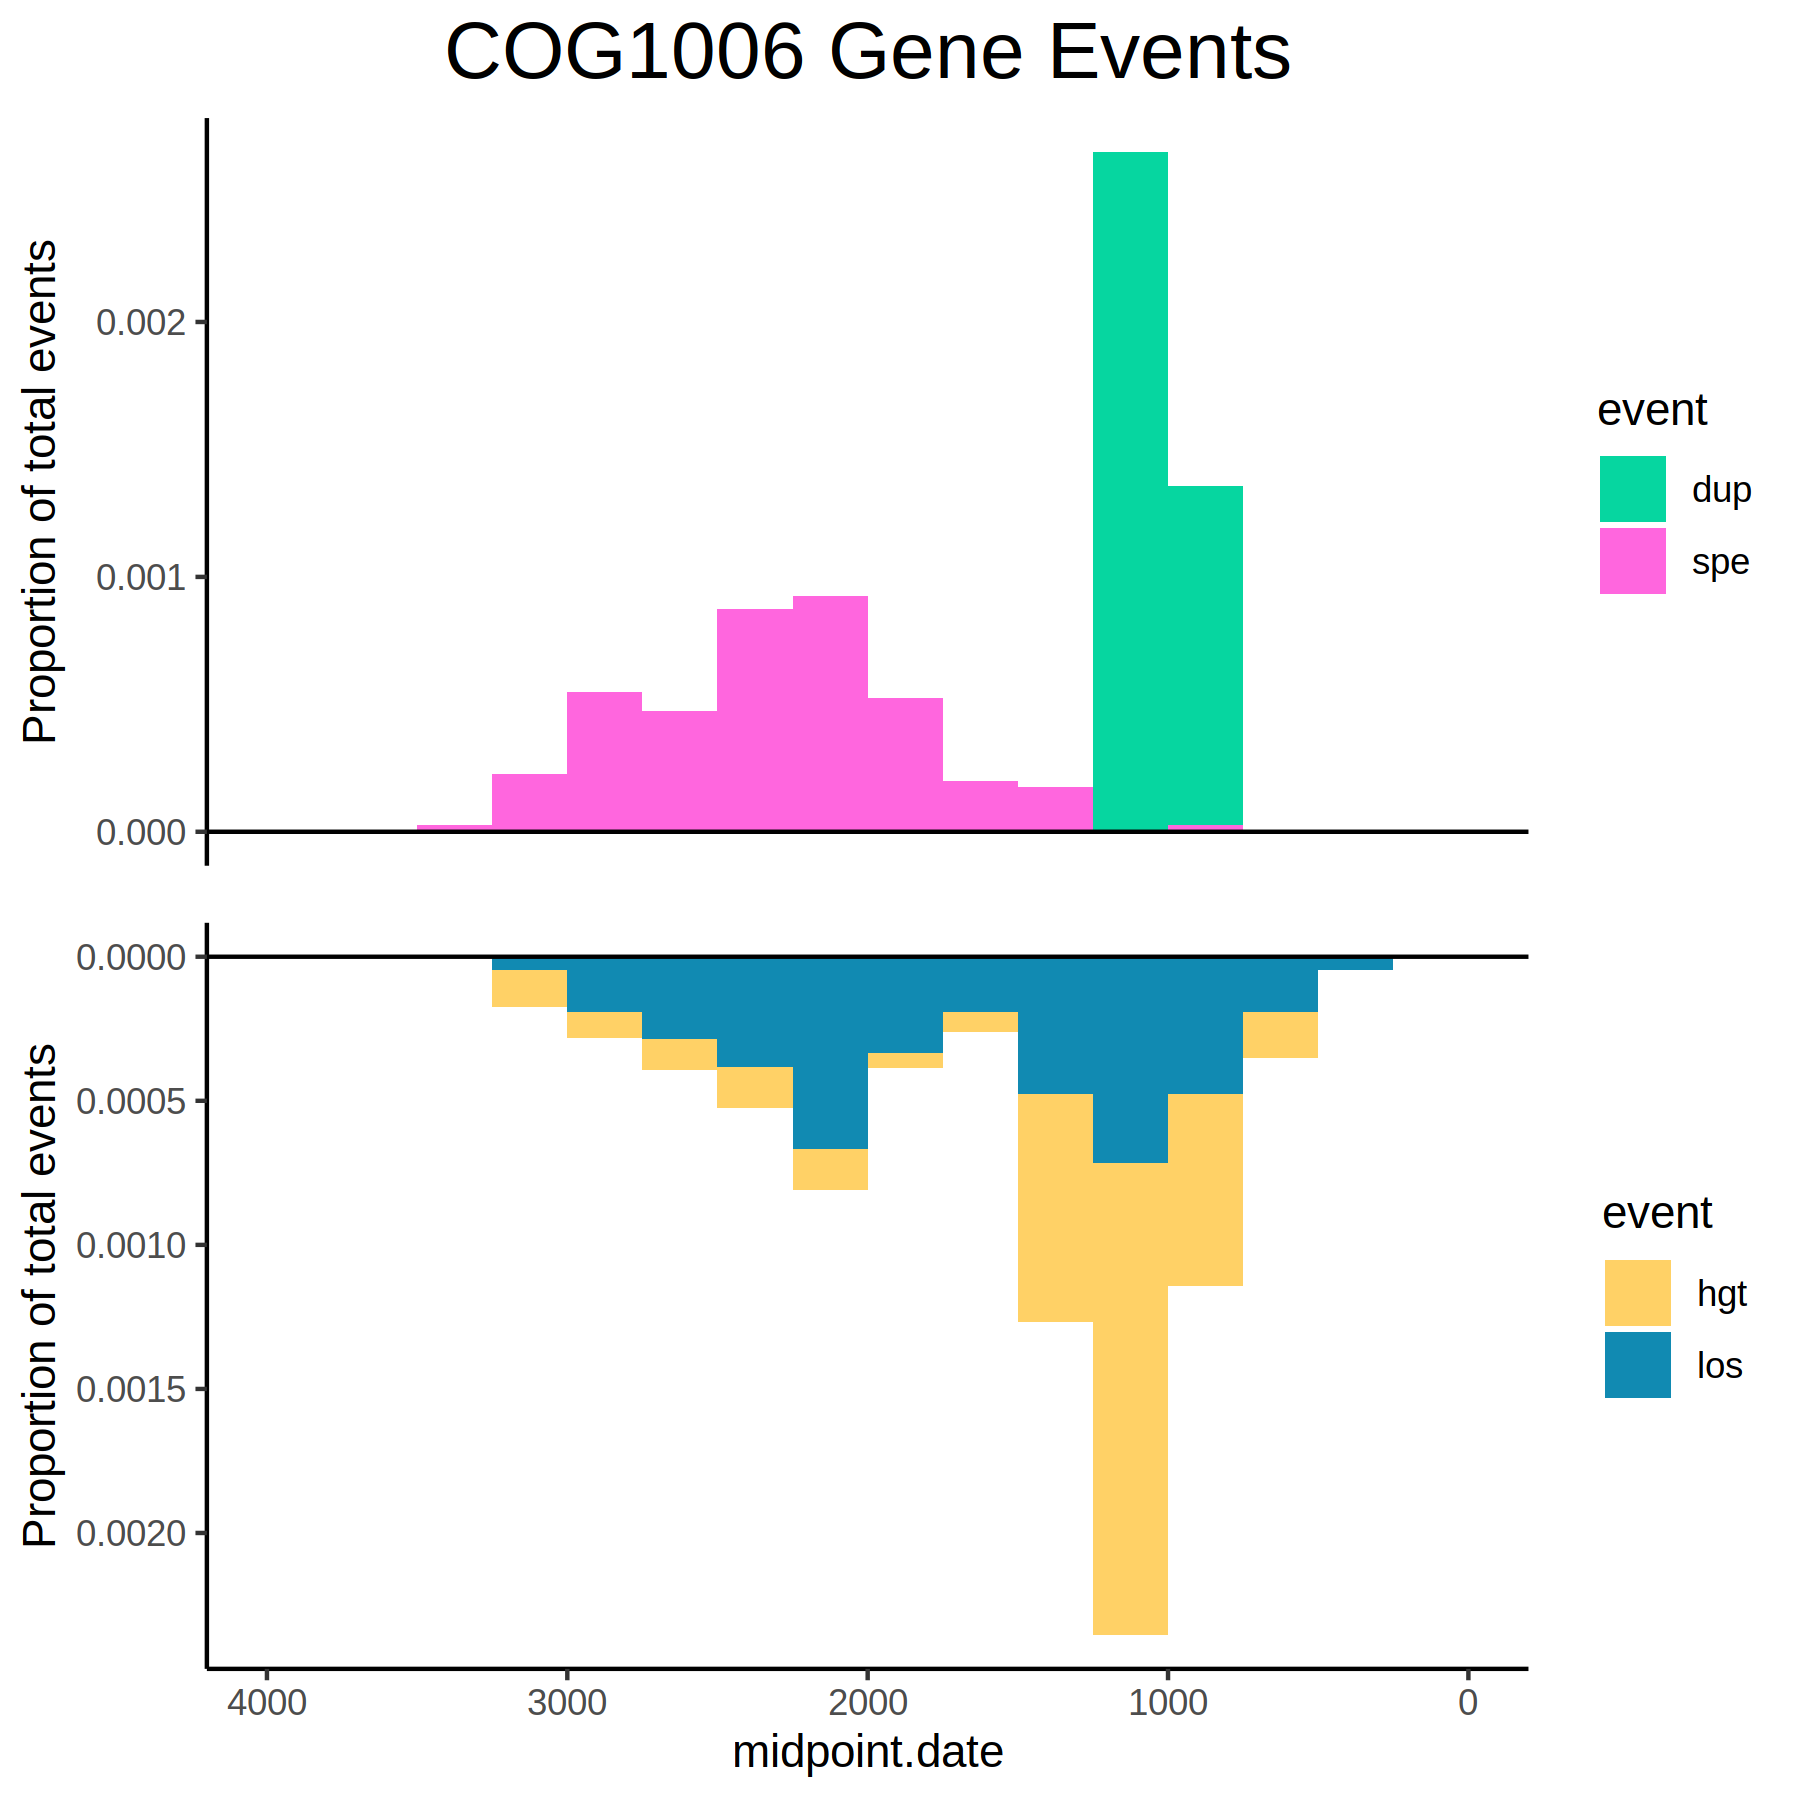 COG1006 Gene Events
Proportion of total events
0.002
0.001
0.000
event
dup
spe
Proportion of total events
0.0000
0.0005
0.0010
0.0015
0.0020
event
hgt
los
4000 3000 2000 1000 0
midpoint.date